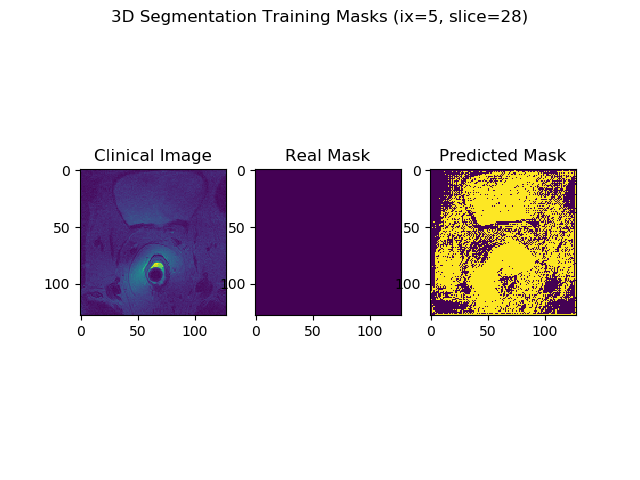 3D Segmentation Training Masks (ix=5, slice=28)
Clinical Image Real Mask Predicted Mask
0 0 0
50 50 50
100 100 100
0 50 100 0 50 100 0 50 100